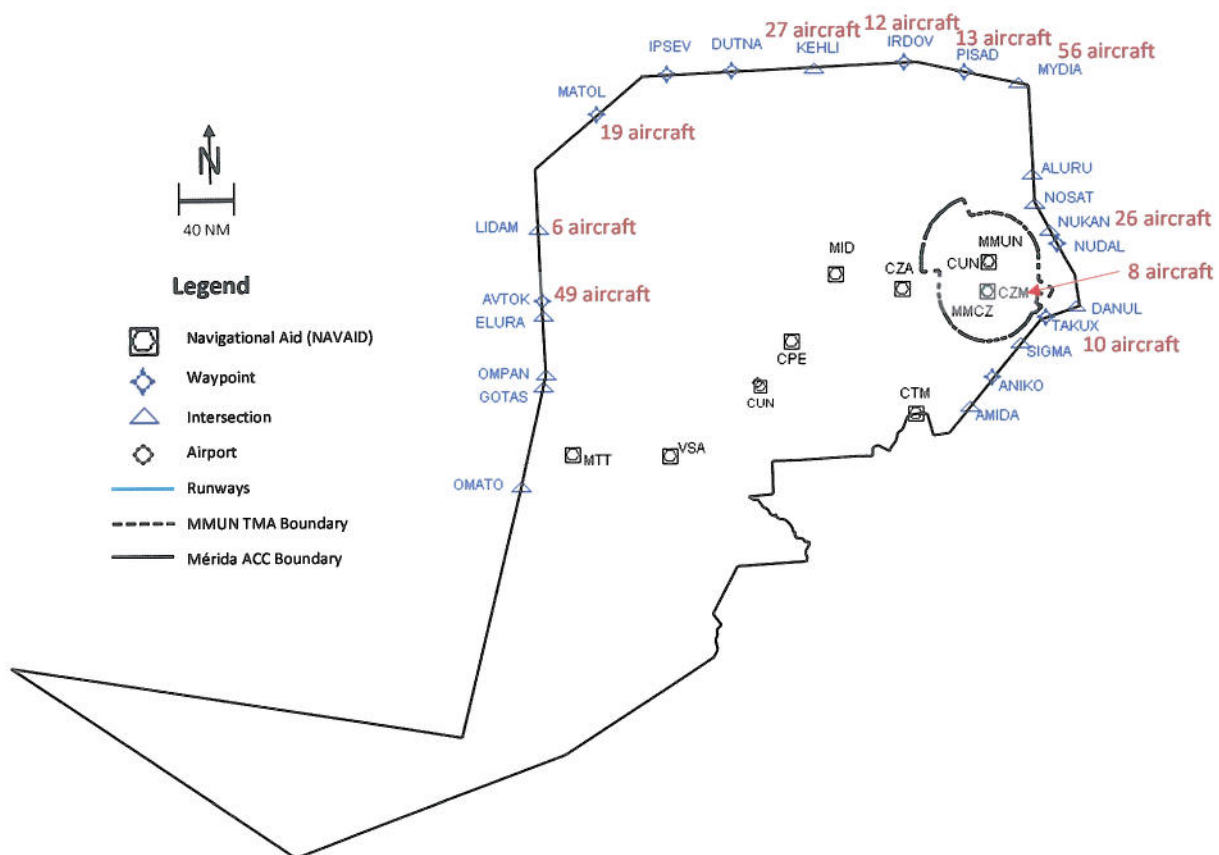 12 aircraft
27 aircraft
13 aircraft
56 aircraft
IPSEV
DUTNA
KEHLI
IRDOV
PISAD
MYDIA
MATOL
19 aircraft
N
40 NM
ALURU
NOSAT
LIDAM
6 aircraft
NUKAN
26 aircraft
MMUN
NUDAL
MID
CZA
CUN
8 aircraft
Legend
CZM
AVTOK
49 aircraft
MMCZ
DANUL
ELURA
TAKUX
Navigational Aid (NAVAID)
SIGMA
10 aircraft
CPE
Waypoint
OMPAN
ANIKO
GOTAS
CUN
CTM
Intersection
AMIDA
Airport
MTT
VSA
Runways
OMATO
MMUN TMA Boundary
Mérida ACC Boundary